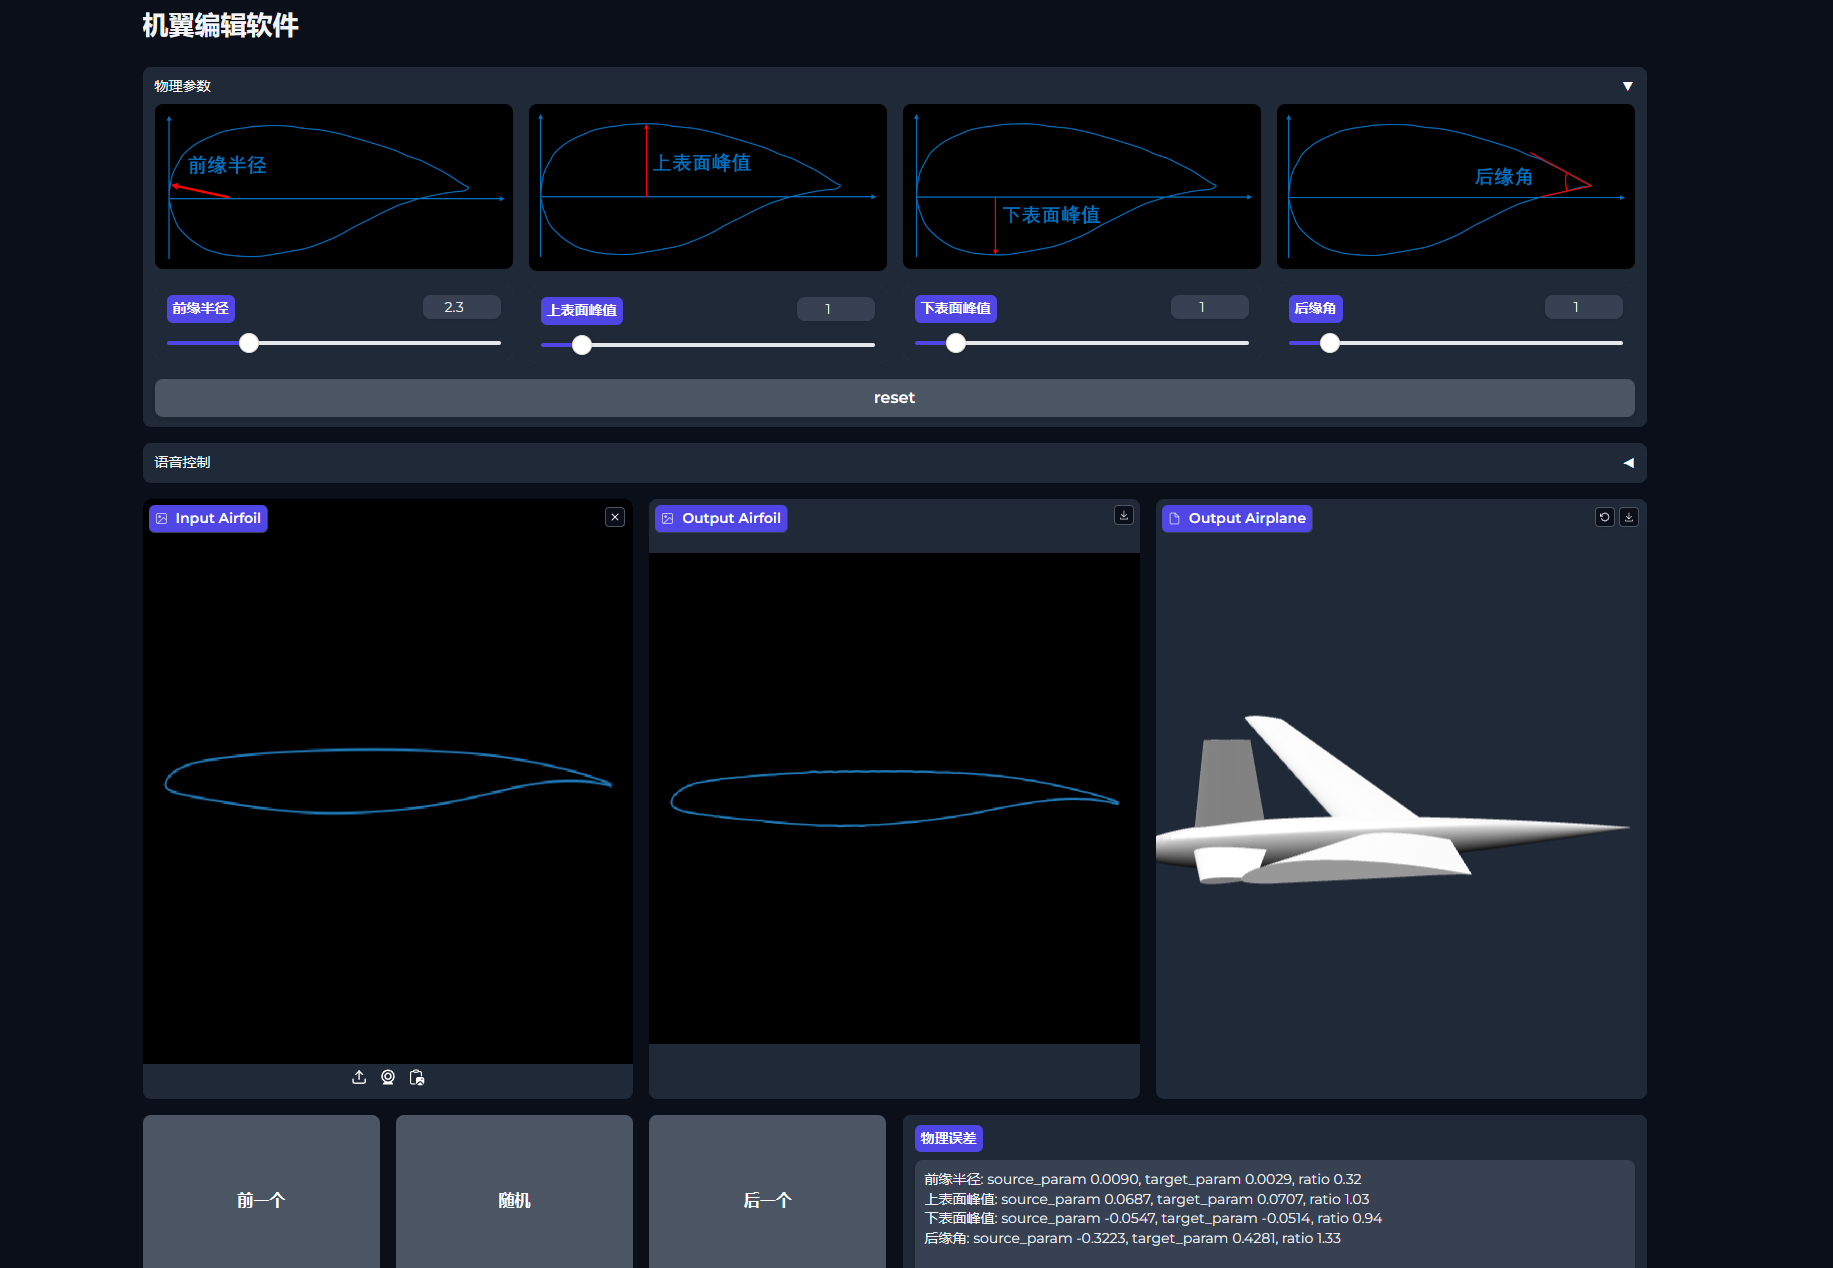 机翼编辑软件
物理参数
前缘半径
上表面峰值
下表面峰值
后缘角
前缘半径 2.3
上表面峰值 1
下表面峰值 1
后缘角 1
reset
语音控制
Input Airfoil
Output Airfoil
Output Airplane
前一个
随机
后一个
物理误差
前缘半径: source_param 0.0090, target_param 0.0029, ratio 0.32
上表面峰值: source_param 0.0687, target_param 0.0707, ratio 1.03
下表面峰值: source_param -0.0547, target_param -0.0514, ratio 0.94
后缘角: source_param -0.3223, target_param 0.4281, ratio 1.33